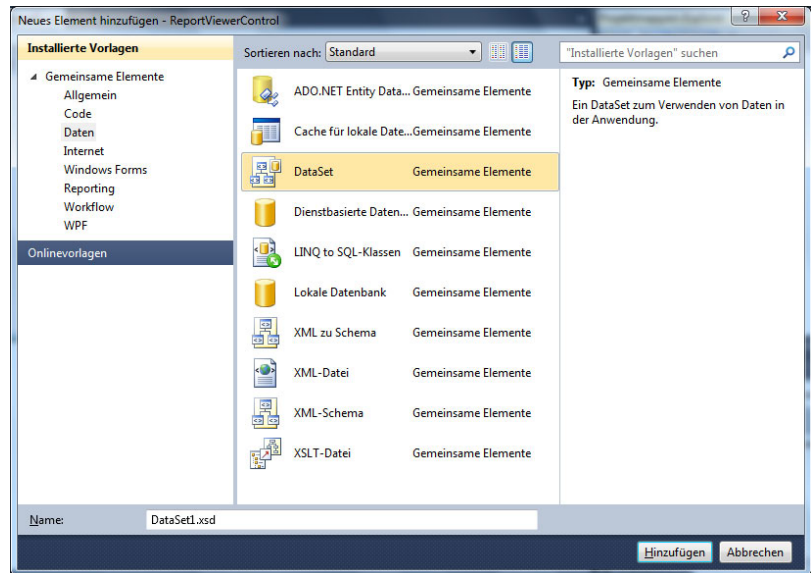 Neues Element hinzufügen - ReportViewerControl
Installierte Vorlagen
Gemeinsame Elemente
Allgemein
Code
Daten
Internet
Windows Forms
Reporting
Workflow
WPF
Onlinevorlagen
Sortieren nach: Standard
ADO.NET Entity Data... Gemeinsame Elemente
Cache für lokale Date... Gemeinsame Elemente
DataSet Gemeinsame Elemente
Dienstbasierte Daten... Gemeinsame Elemente
LINQ to SQL-Klassen Gemeinsame Elemente
Lokale Datenbank Gemeinsame Elemente
XML zu Schema Gemeinsame Elemente
XML-Datei Gemeinsame Elemente
XML-Schema Gemeinsame Elemente
XSLT-Datei Gemeinsame Elemente
"Installierte Vorlagen" suchen
Typ: Gemeinsame Elemente
Ein DataSet zum Verwenden von Daten in
der Anwendung.
Name: DataSet1.xsd
Hinzufügen Abbrechen